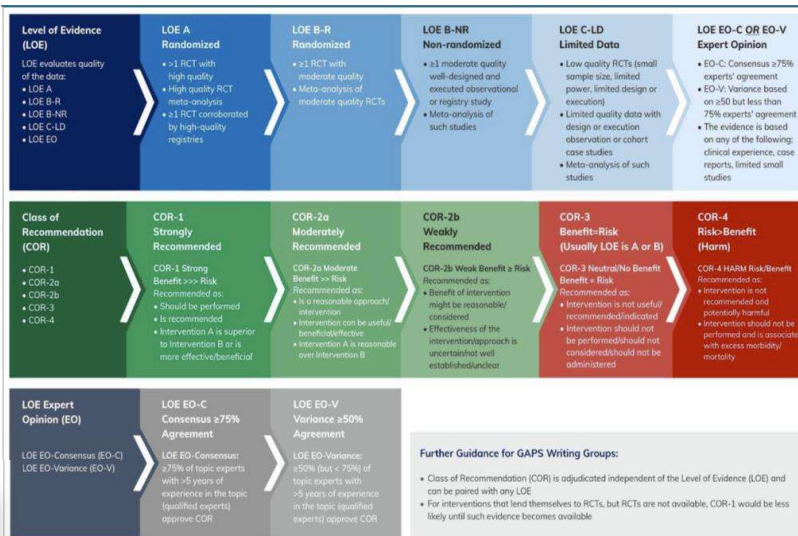 Level of Evidence
(LOE)
LOE evaluates quality
of the data:
• LOE A
• LOE B-R
• LOE B-NR
• LOE C-LD
• LOE EO
LOE A
Randomized
• >1 RCT with
high quality
• High quality RCT
meta-analysis
• ≥1 RCT corroborated
by high-quality
registries
LOE B-R
Randomized
• ≥1 RCT with
moderate quality
• Meta-analysis of
moderate quality RCTs
LOE B-NR
Non-randomized
• ≥1 moderate quality
well-designed and
executed observational
or registry study
• Meta-analysis of
such studies
LOE C-LD
Limited Data
• Low quality RCTs (small
sample size, limited
power, limited design or
execution)
• Limited quality data with
design or execution
observation or cohort
case studies
• Meta-analysis of such
studies
LOE EO-C OR EO-V
Expert Opinion
• EO-C: Consensus ≥75%
experts' agreement
• EO-V: Variance based
on ≥50 but less than
75% experts' agreement
• The evidence is based
on any of the following:
clinical experience, case
reports, limited small
studies
Class of
Recommendation
(COR)
• COR-1
• COR-2a
• COR-2b
• COR-3
• COR-4
COR-1
Strongly
Recommended
COR-1 Strong
Benefit >>> Risk
Recommended as:
• Should be performed
• Is recommended
• Intervention A is superior
to Intervention B or is
more effective/beneficial
COR-2a
Moderately
Recommended
COR-2a Moderate
Benefit >> Risk
Recommended as:
• Is a reasonable approach/
intervention
• Intervention can be useful/
beneficial/effective
• Intervention A is reasonable
over Intervention B
COR-2b
Weakly
Recommended
COR-2b Weak Benefit ≥ Risk
Recommended as:
• Benefit of intervention
might be reasonable/
considered
• Effectiveness of the
intervention/approach is
uncertain/not well
established/unclear
COR-3
Benefit=Risk
(Usually LOE is A or B)
COR-3 Neutral/No Benefit
Benefit = Risk
Recommended as:
• Intervention is not useful/
recommended/indicated
• Intervention should not
be performed/should not
considered/should not be
administered
COR-4
Risk>Benefit
(Harm)
COR-4 HARM Risk/Benefit
Recommended as:
• Intervention is not
recommended and
potentially harmful
• Intervention should not be
performed and is associate
with excess morbidity/
mortality
LOE Expert
Opinion (EO)
LOE EO-Consensus (EO-C)
LOE EO-Variance (EO-V)
LOE EO-C
Consensus ≥75%
Agreement
LOE EO-Consensus:
≥75% of topic experts
with >5 years of
experience in the topic
(qualified experts)
approve COR
LOE EO-V
Variance ≥50%
Agreement
LOE EO-Variance:
≥50% (but < 75%) of
topic experts with
>5 years of experience
in the topic (qualified
experts) approve COR
Further Guidance for GAPS Writing Groups:
• Class of Recommendation (COR) is adjudicated independent of the Level of Evidence (LOE) and
can be paired with any LOE
• For interventions that lend themselves to RCTs, but RCTs are not available, COR-1 would be less
likely until such evidence becomes available